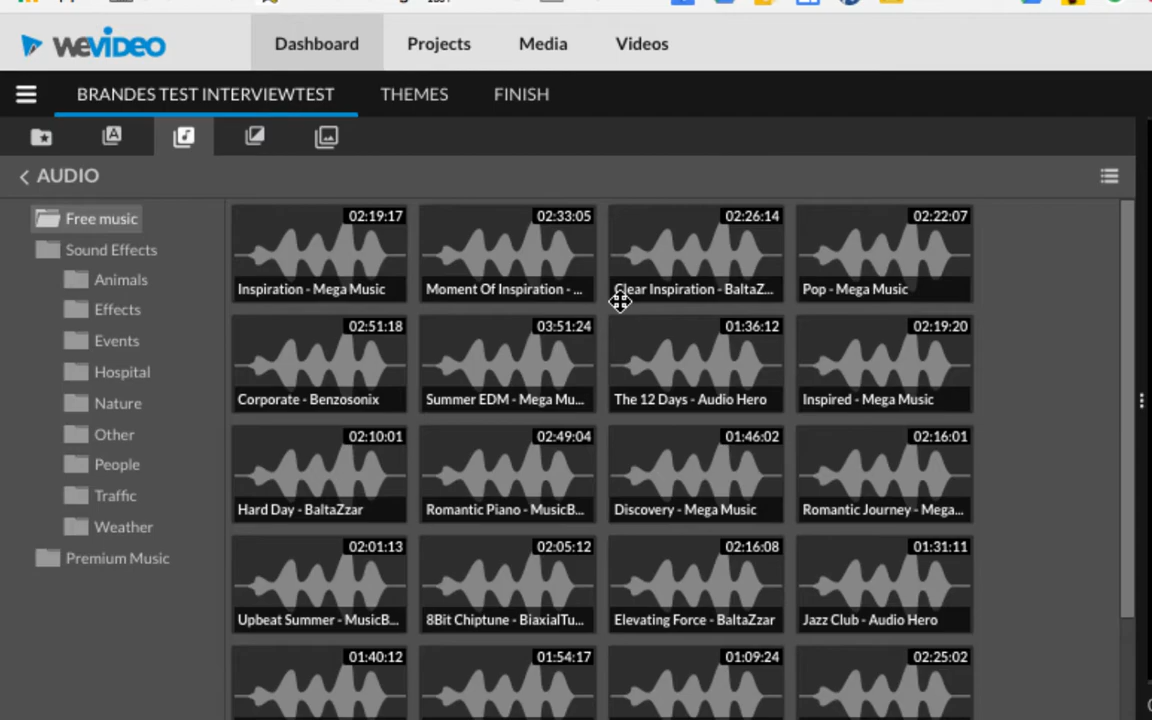 wevideo
Dashboard Projects Media Videos
BRANDES TEST INTERVIEWTEST THEMES FINISH
AUDIO
Free music
Sound Effects
Animals
Effects
Events
Hospital
Nature
Other
People
Traffic
Weather
Premium Music
02:19:17 02:33:05 02:26:14 02:22:07
Inspiration - Mega Music Moment Of Inspiration - ... Clear Inspiration - BaltaZ... Pop - Mega Music
02:51:18 03:51:24 01:36:12 02:19:20
Corporate - Benzosonix Summer EDM - Mega Mu... The 12 Days - Audio Hero Inspired - Mega Music
02:10:01 02:49:04 01:46:02 02:16:01
Hard Day - BaltaZzar Romantic Piano - MusicB... Discovery - Mega Music Romantic Journey - Mega...
02:01:13 02:05:12 02:16:08 01:31:11
Upbeat Summer - MusicB... 8Bit Chiptune - BiaxialTu... Elevating Force - BaltaZzar Jazz Club - Audio Hero
01:40:12 01:54:17 01:09:24 02:25:02